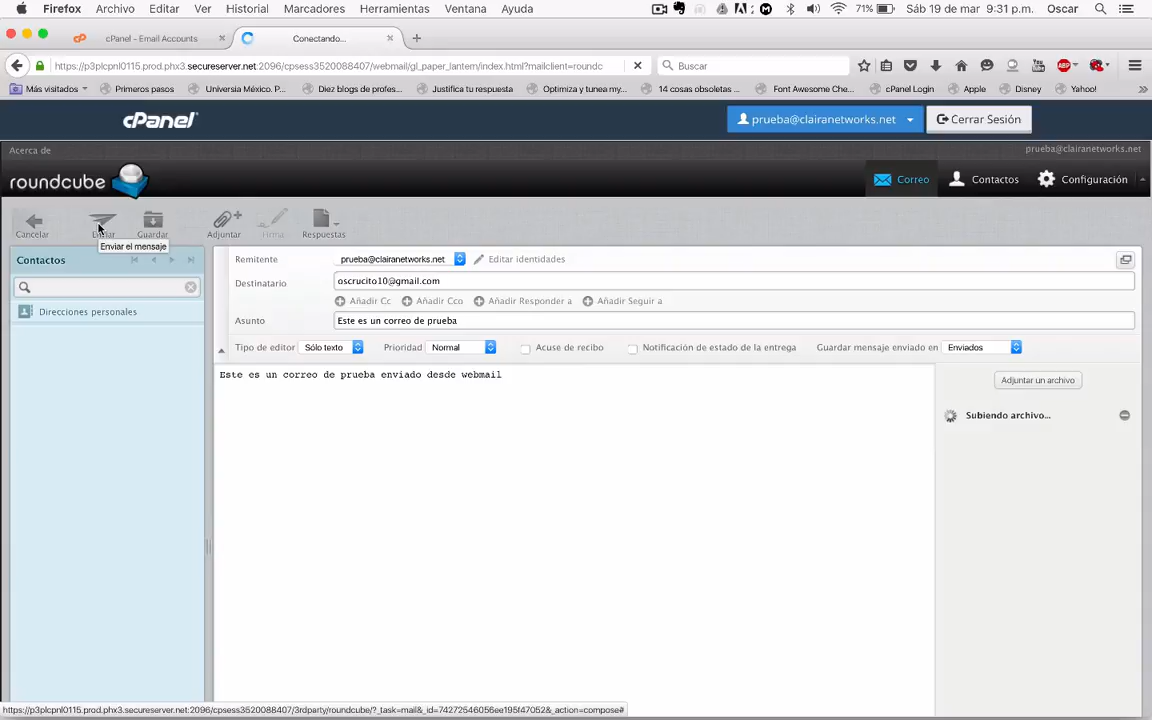 Firefox Archivo Editar Ver Historial Marcadores Herramientas Ventana Ayuda 71% Sáb 19 de mar 9:31 p.m. Oscar
cPanel - Email Accounts Conectando...
https://p3plcpnl0115.prod.phx3.secureserver.net:2096/cpsess3520088407/webmail/gl_paper_lantern/index.html?mailclient=roundc Buscar
Más visitados Primeros pasos Universia México. P... Diez blogs de profes... Justifica tu respuesta Optimiza y tunea my... 14 cosas obsoletas ... Font Awesome Che... cPanel Login Apple Disney Yahoo!
cPanel prueba@clairanetworks.net Cerrar Sesión
Acerca de prueba@clairanetworks.net
roundcube Correo Contactos Configuración
Cancelar Enviar Guardar Adjuntar Firma Respuestas
Enviar el mensaje
Contactos
Direcciones personales
Remitente prueba@clairanetworks.net Editar identidades
Destinatario oscrucito10@gmail.com
Añadir Cc Añadir Cco Añadir Responder a Añadir Seguir a
Asunto Este es un correo de prueba
Tipo de editor Sólo texto Prioridad Normal Acuse de recibo Notificación de estado de la entrega Guardar mensaje enviado en Enviados
Este es un correo de prueba enviado desde webmail
Adjuntar un archivo
Subiendo archivo...
https://p3plcpnl0115.prod.phx3.secureserver.net:2096/cpsess3520088407/3rdparty/roundcube/?_task=mail&_id=74272546056ee195f47052&_action=compose#